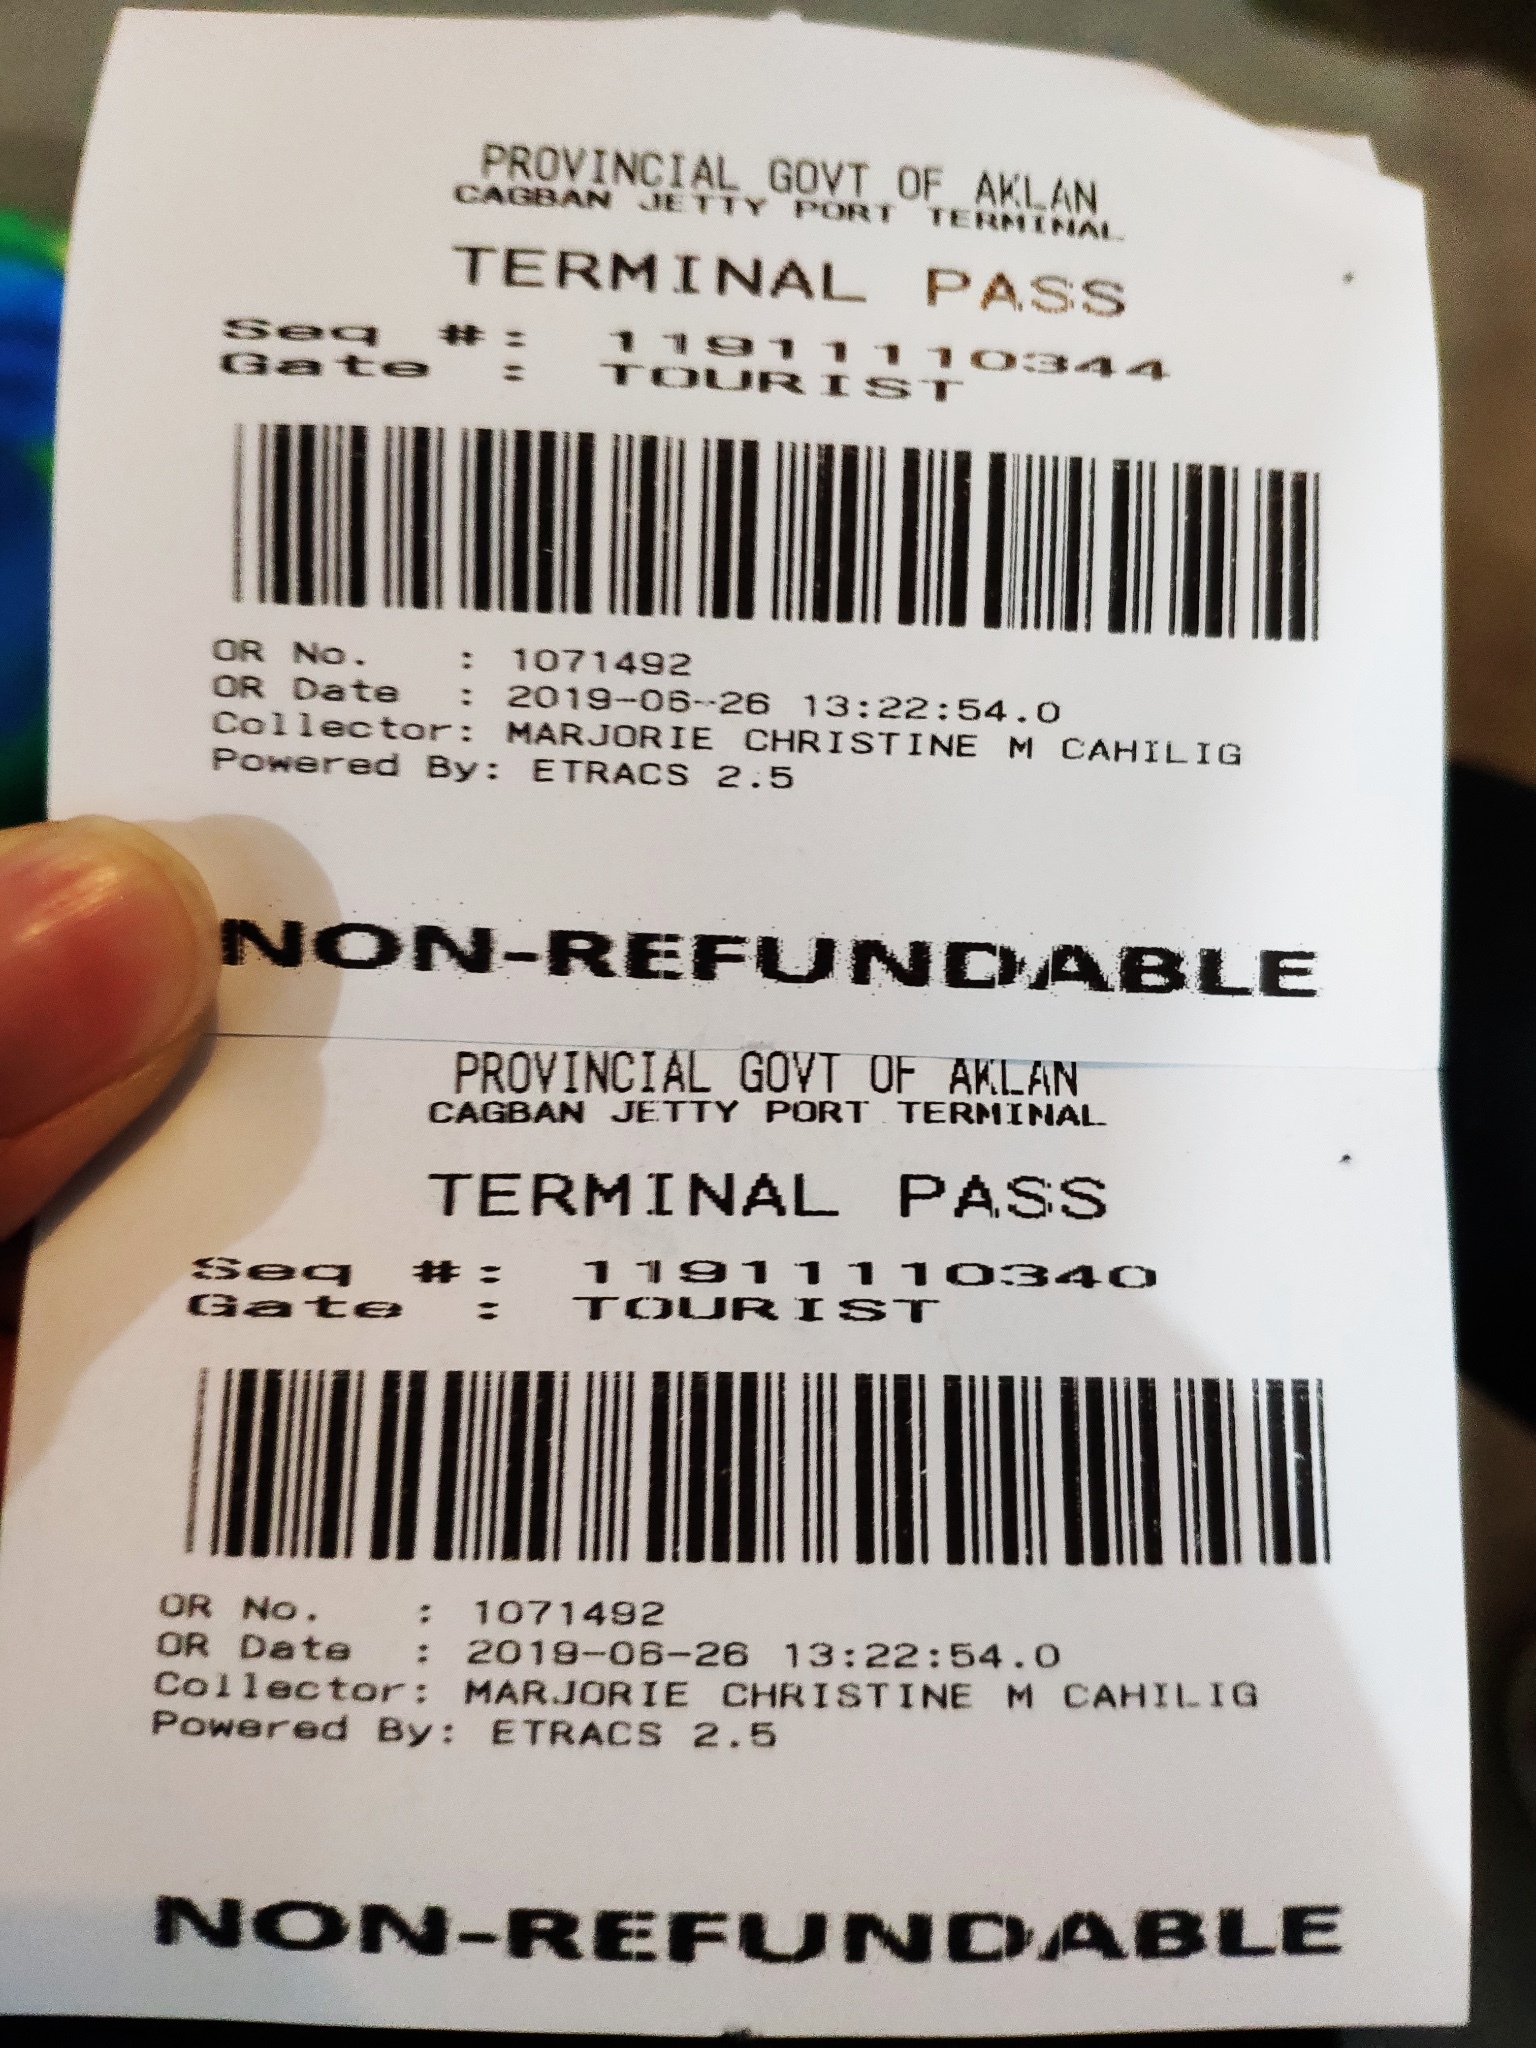 PROVINCIAL GOVT OF AKLAN
CAGBAN JETTY PORT TERMINAL
TERMINAL PASS
Seq #: 11911110344
Gate : TOURIST
OR No. : 1071492
OR Date : 2019-06-26 13:22:54.0
Collector: MARJORIE CHRISTINE M CAHILIG
Powered By: ETRACS 2.5
NON-REFUNDABLE
PROVINCIAL GOVT OF AKLAN
CAGBAN JETTY PORT TERMINAL
TERMINAL PASS
Seq #: 11911110340
Gate : TOURIST
OR No. : 1071492
OR Date : 2019-06-26 13:22:54.0
Collector: MARJORIE CHRISTINE M CAHILIG
Powered By: ETRACS 2.5
NON-REFUNDABLE